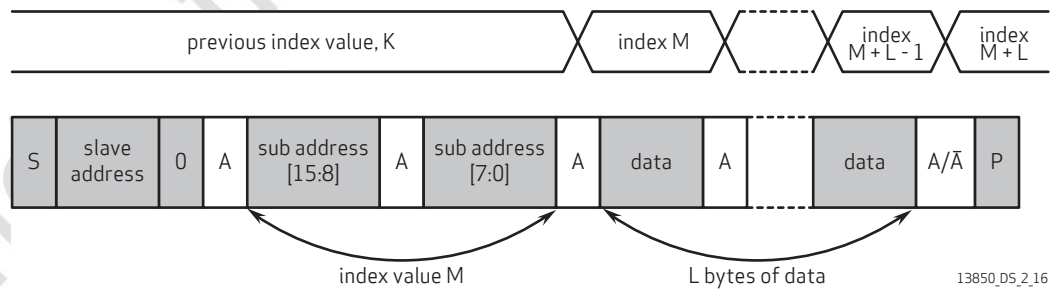 previous index value, K
index M
index
M + L - 1
index
M + L
S
slave
address
0
A
sub address
[15:8]
A
sub address
[7:0]
A
data
A
data
A/Ā
P
index value M
L bytes of data
13850_DS_2_16